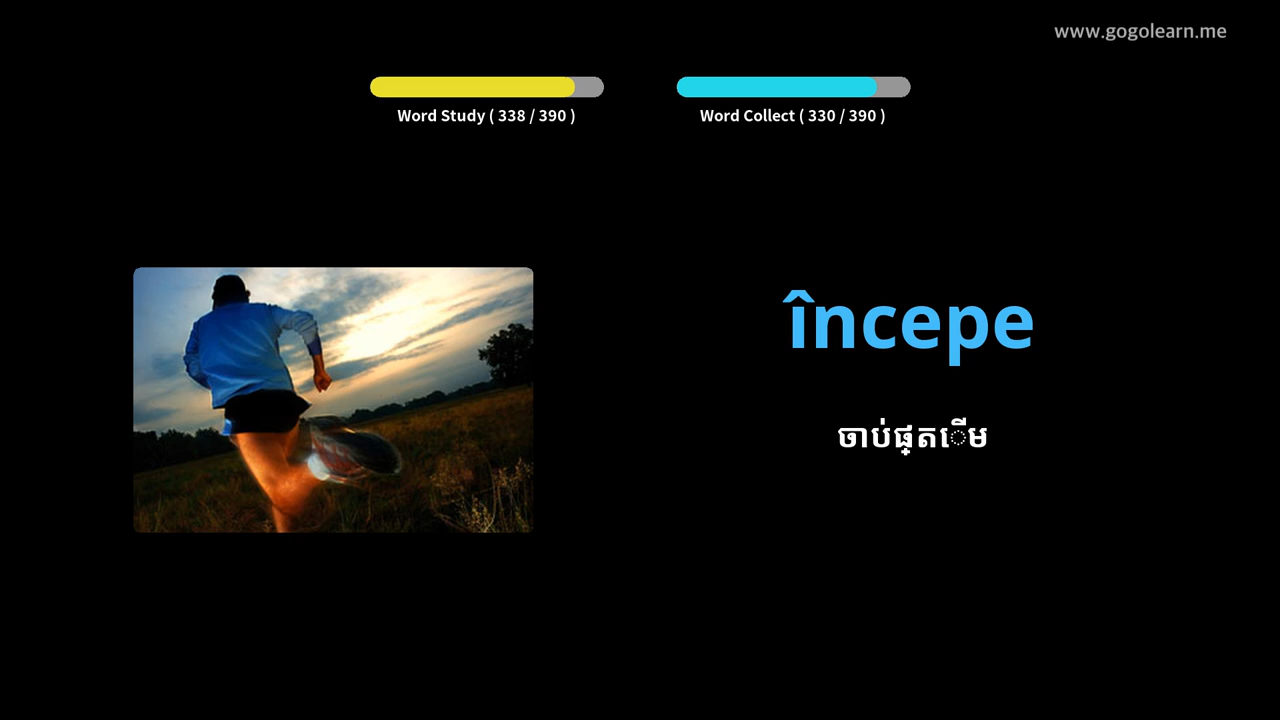 www.gogolearn.me
Word Study ( 338 / 390 )
Word Collect ( 330 / 390 )
începe
ចាប់ផ្តើម